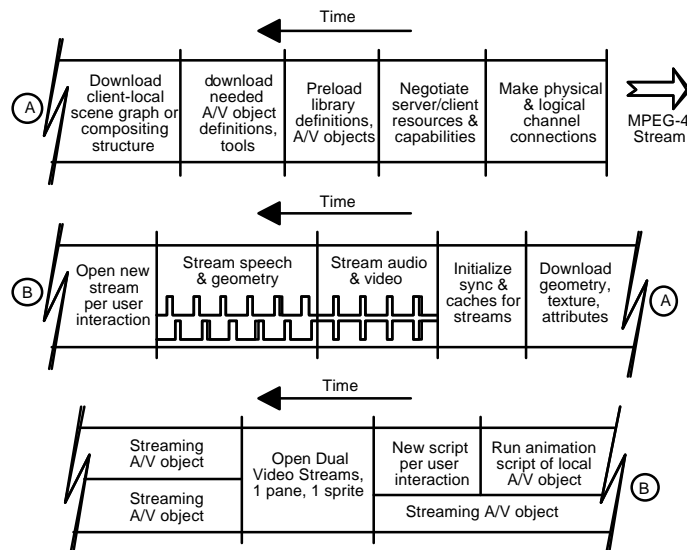 Time
A
Download
client-local
scene graph or
compositing
structure
download
needed
A/V object
definitions,
tools
Preload
library
definitions,
A/V objects
Negotiate
server/client
resources &
capabilities
Make physical
& logical
channel
connections
MPEG-4
Stream
Time
B
Open new
stream
per user
interaction
Stream speech
& geometry
Stream audio
& video
Initialize
sync &
caches for
streams
Download
geometry,
texture,
attributes
A
Time
Streaming
A/V object
Streaming
A/V object
Open Dual
Video Streams,
1 pane, 1 sprite
New script
per user
interaction
Run animation
script of local
A/V object
Streaming A/V object
B